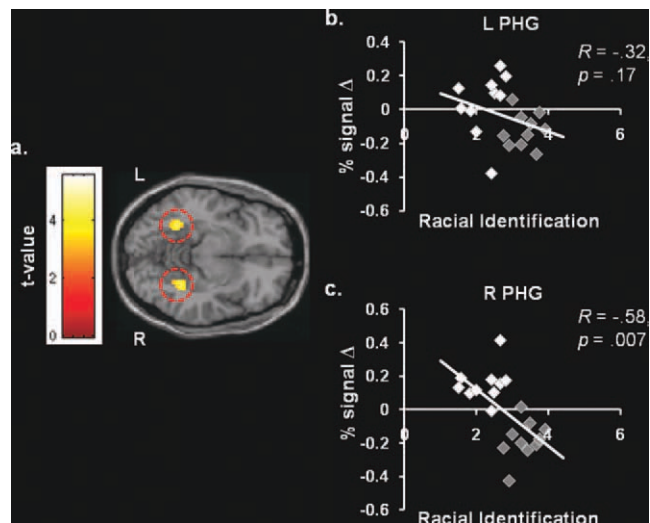 a.
t-value
4
2
0
L
R
b.
L PHG
R = -.32,
p = .17
% signal Δ
0.4
0.2
0
-0.2
-0.4
-0.6
0 2 4 6
Racial Identification
c.
R PHG
R = -.58,
p = .007
% signal Δ
0.6
0.4
0.2
0
-0.2
-0.4
-0.6
0 2 4 6
Racial Identification